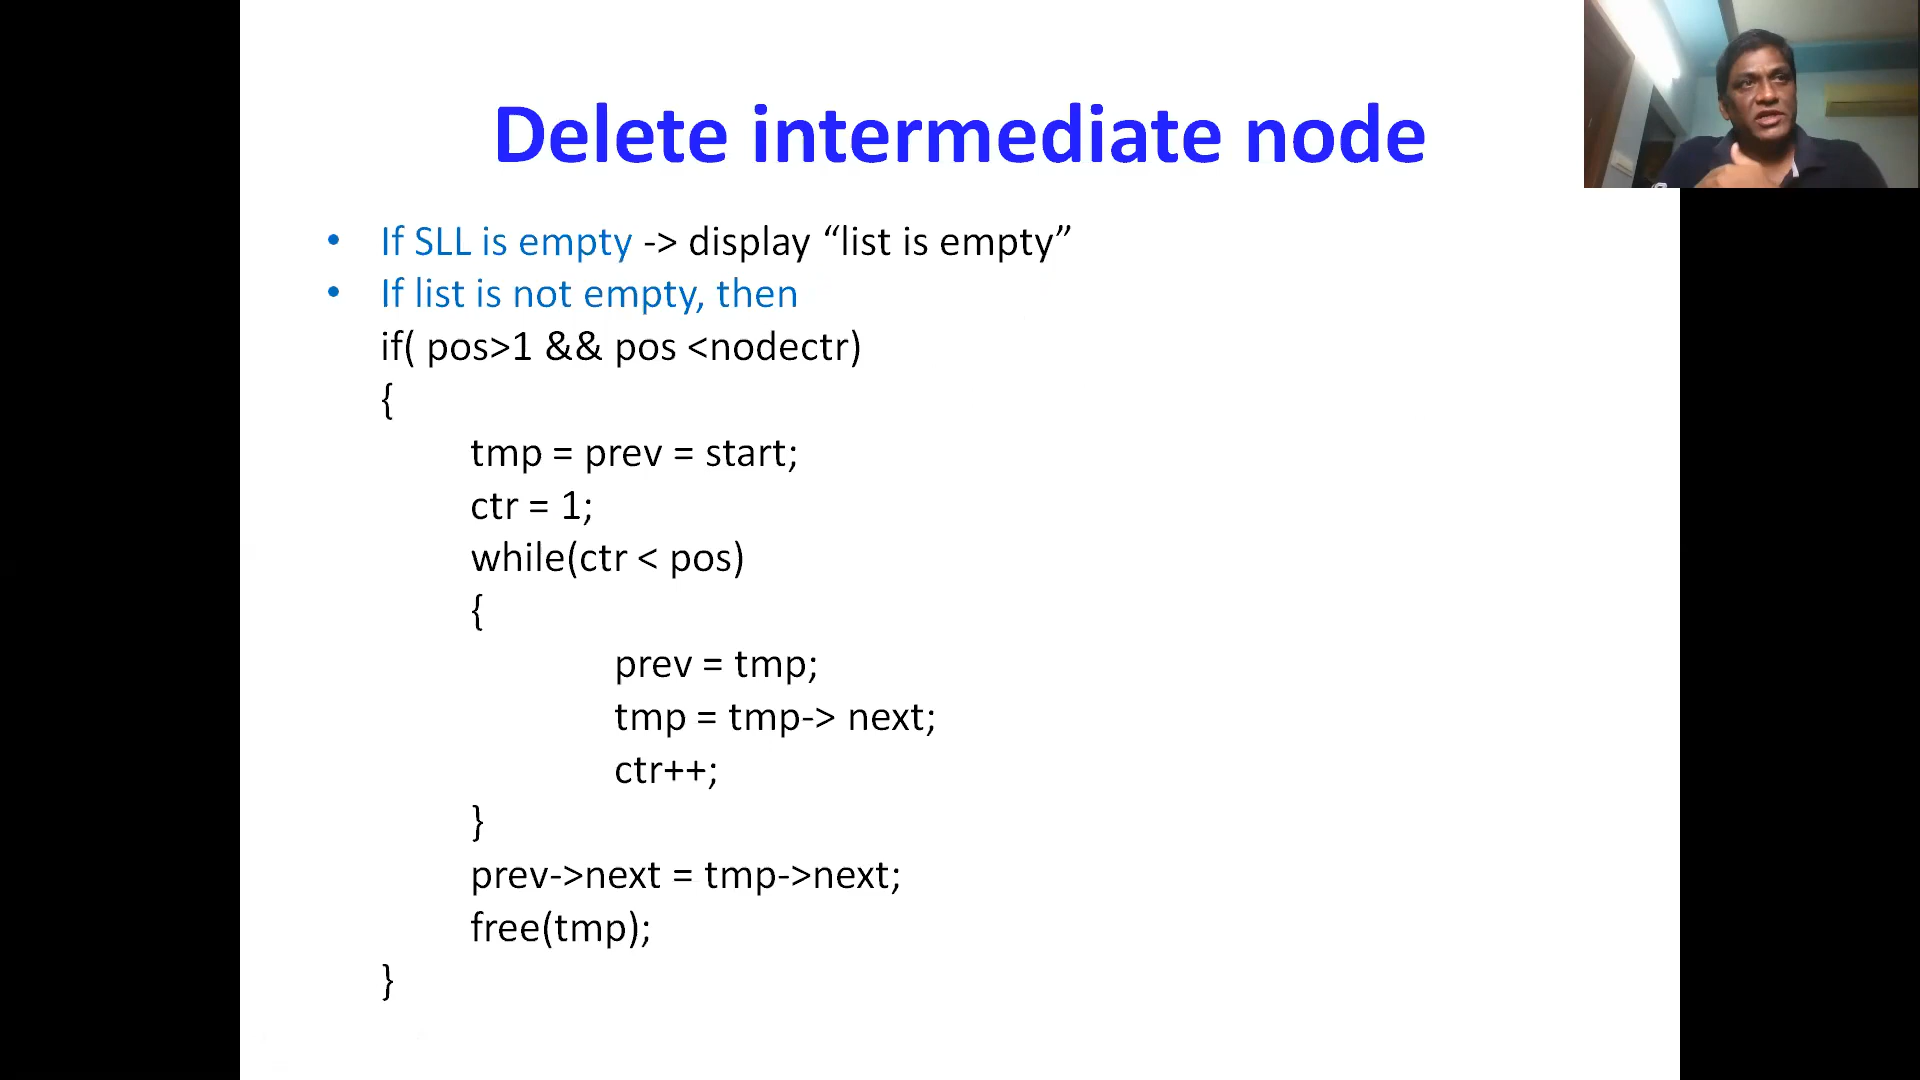 Delete intermediate node
• If SLL is empty -> display “list is empty”
• If list is not empty, then
if( pos>1 && pos <nodectr)
{
tmp = prev = start;
ctr = 1;
while(ctr < pos)
{
prev = tmp;
tmp = tmp-> next;
ctr++;
}
prev->next = tmp->next;
free(tmp);
}